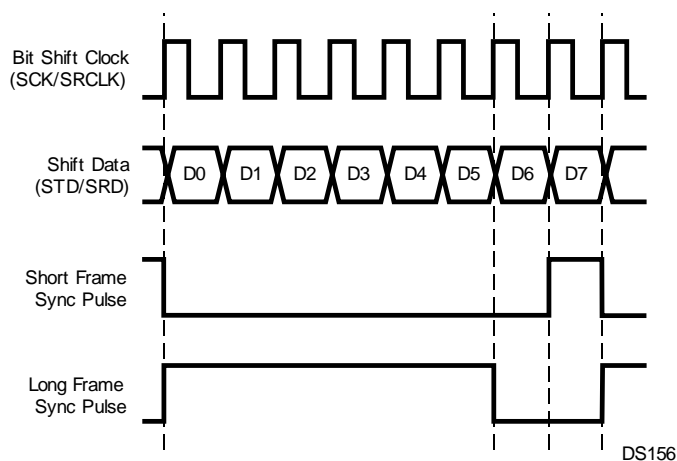 Bit Shift Clock
(SCK/SRCLK)
Shift Data
(STD/SRD)
D0 D1 D2 D3 D4 D5 D6 D7
Short Frame
Sync Pulse
Long Frame
Sync Pulse
DS156